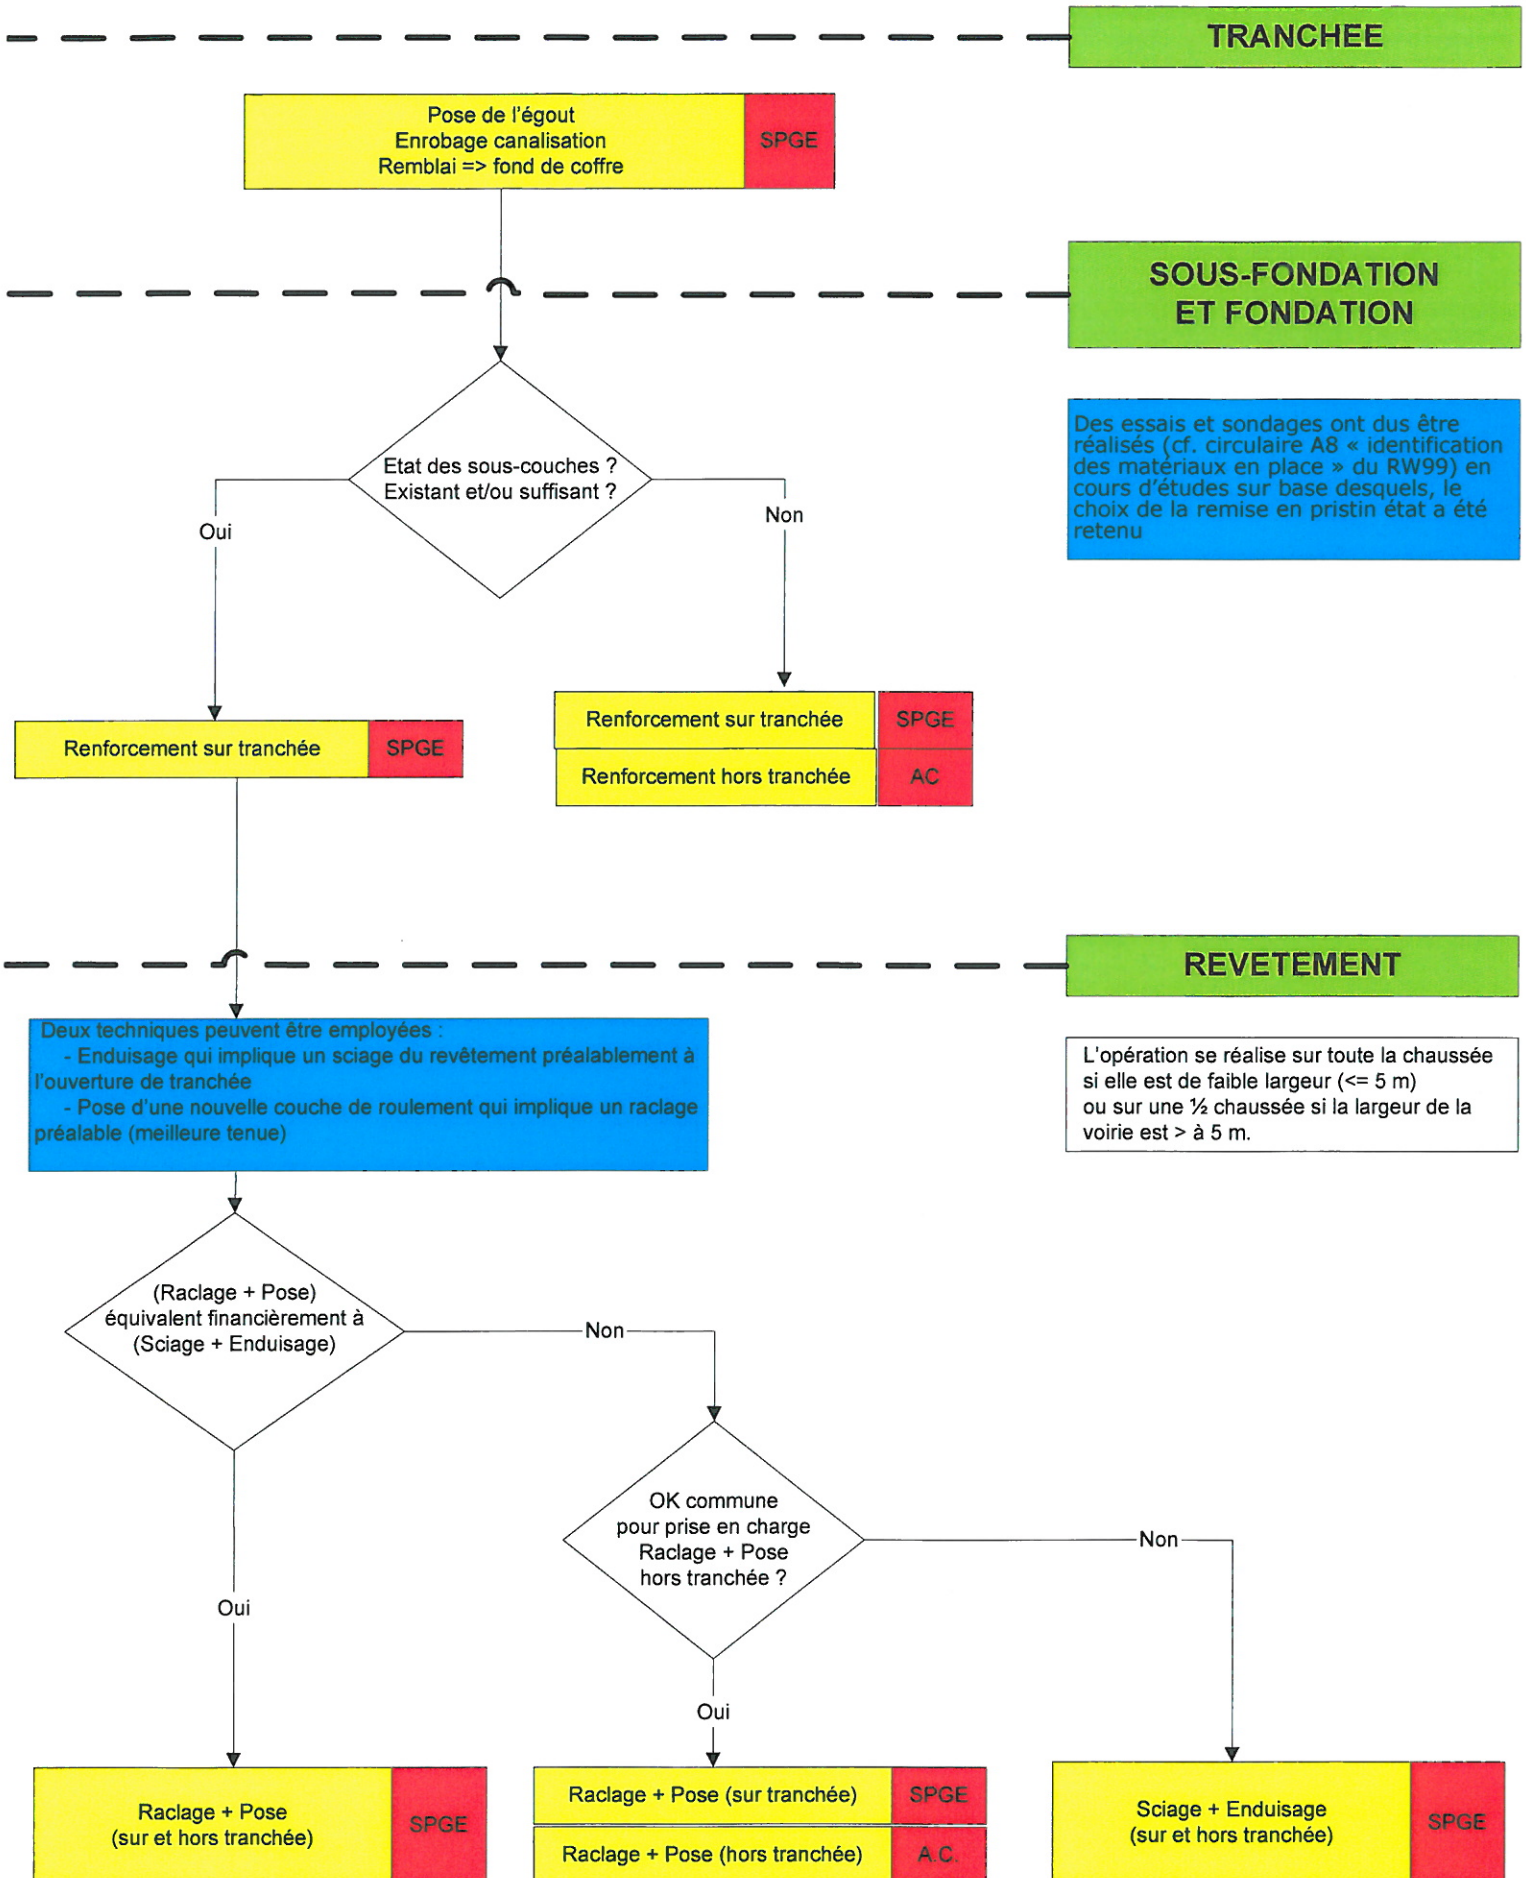 TRANCHEE
Pose de l'égout
Enrobage canalisation
Remblai => fond de coffre
SPGE
SOUS-FONDATION
ET FONDATION
Des essais et sondages ont dus être
réalisés (cf. circulaire A8 « identification
des matériaux en place » du RW99) en
cours d'études sur base desquels, le
choix de la remise en pristin état a été
retenu
Etat des sous-couches ?
Existant et/ou suffisant ?
Oui
Non
Renforcement sur tranchée
SPGE
Renforcement sur tranchée
SPGE
Renforcement hors tranchée
AC
REVETEMENT
Deux techniques peuvent être employées :
- Enduisage qui implique un sciage du revêtement préalablement à
l'ouverture de tranchée
- Pose d'une nouvelle couche de roulement qui implique un raclage
préalable (meilleure tenue)
L'opération se réalise sur toute la chaussée
si elle est de faible largeur (<= 5 m)
ou sur une ½ chaussée si la largeur de la
voirie est > à 5 m.
(Raclage + Pose)
équivalent financièrement à
(Sciage + Enduisage)
Non
OK commune
pour prise en charge
Raclage + Pose
hors tranchée ?
Non
Oui
Oui
Raclage + Pose
(sur et hors tranchée)
SPGE
Raclage + Pose (sur tranchée)
SPGE
Raclage + Pose (hors tranchée)
A.C.
Sciage + Enduisage
(sur et hors tranchée)
SPGE